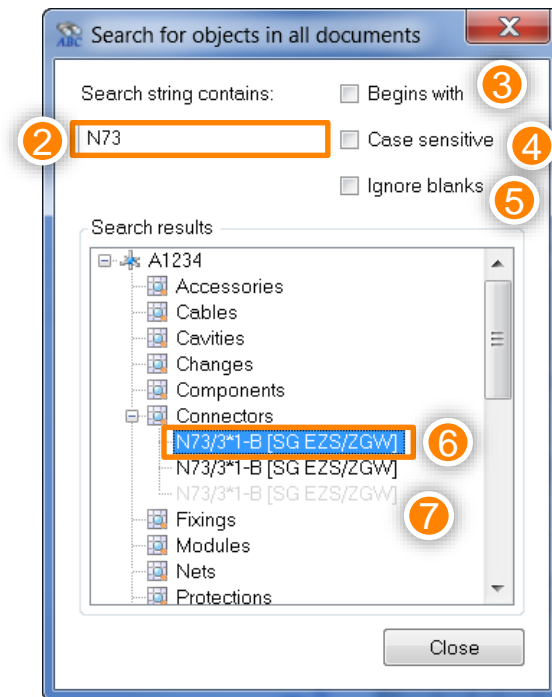 ABC Search for objects in all documents X
Search string contains:
Begins with 3
2 N73
Case sensitive 4
Ignore blanks 5
Search results
A1234
Accessories
Cables
Cavities
Changes
Components
Connectors
N73/3*1-B [SG EZS/ZGW] 6
N73/3*1-B [SG EZS/ZGW]
N73/3*1-B [SG EZS/ZGW] 7
Fixings
Modules
Nets
Protections
Close